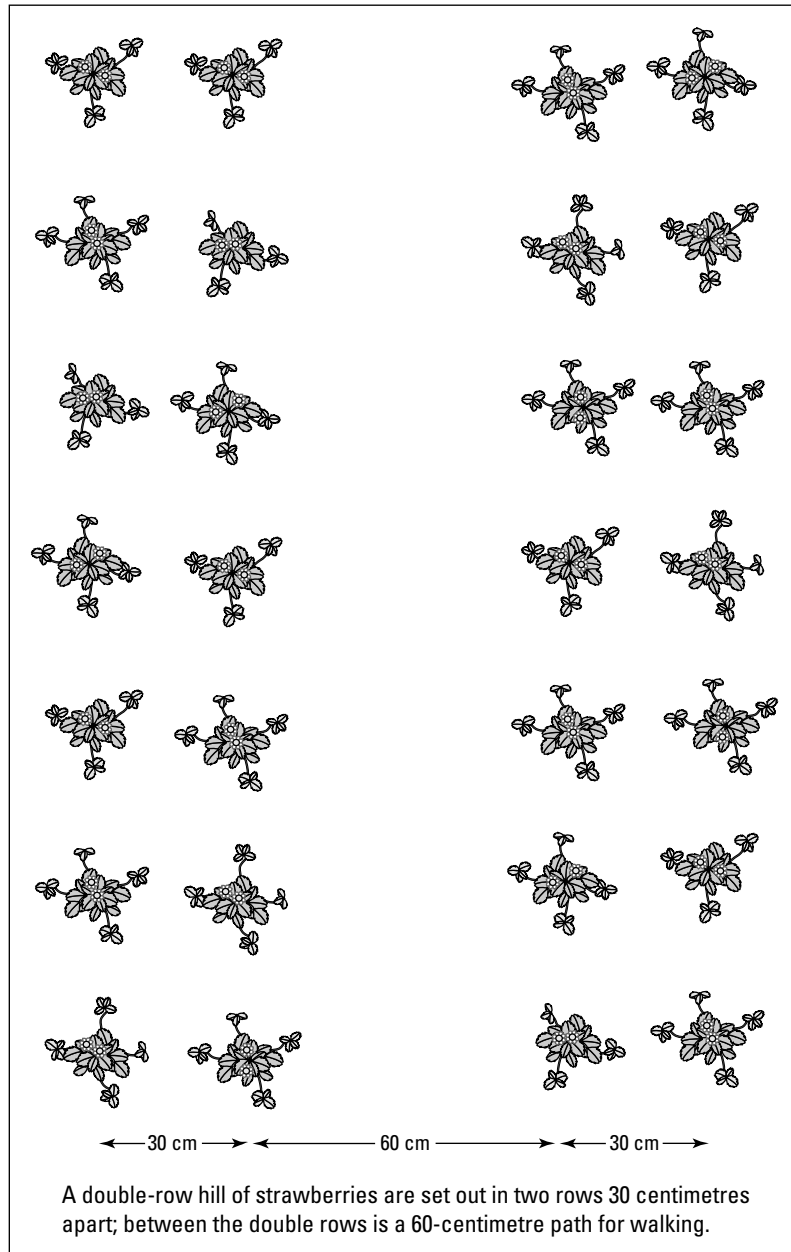 30 cm 60 cm 30 cm
A double-row hill of strawberries are set out in two rows 30 centimetres
apart; between the double rows is a 60-centimetre path for walking.